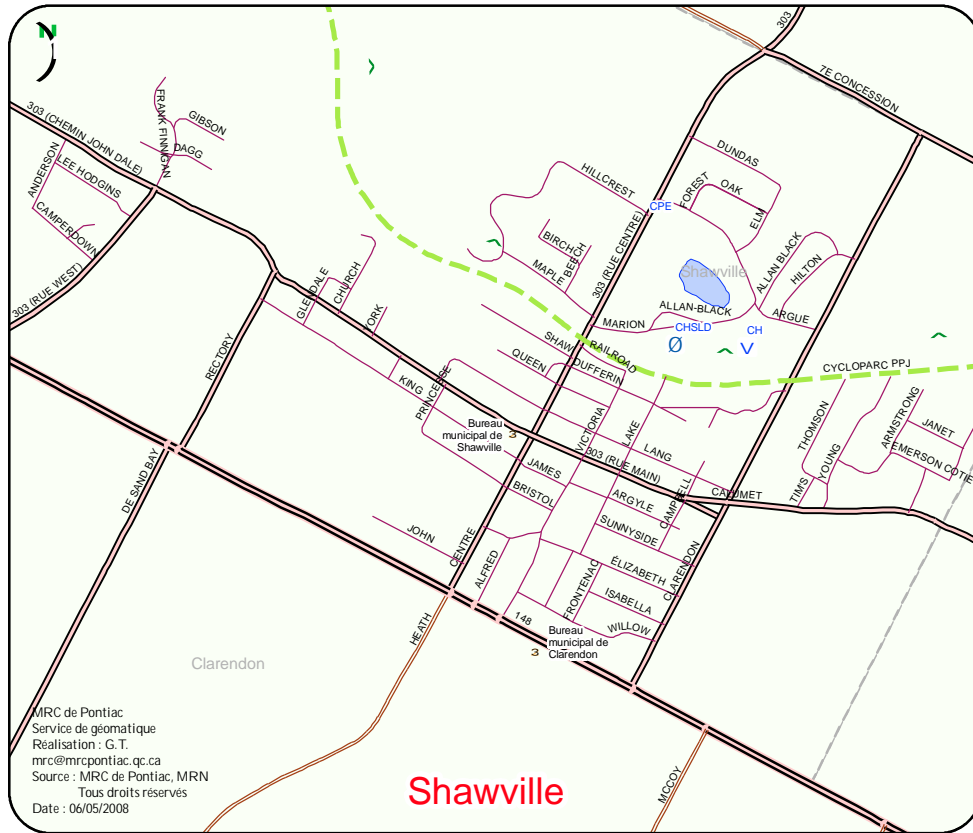 N
303
7E CONCESSION
303 (CHEMIN JOHN DALE)
FRANK FINNIGAN
GIBSON
DAGG
ANDERSON
LEE HODGINS
CAMPERDOWN
303 (RUE WEST)
DUNDAS
HILLCREST
FOREST
OAK
ELM
CPE
BIRCH
BEECH
MAPLE
303 (RUE CENTRE)
ALLAN BLACK
HILTON
Shawville
ALLAN-BLACK
ARGUE
MARION
CHSLD
CH
GLENDALE
CHURCH
YORK
RECTORY
SHAW
RAILROAD
QUEEN
DUFFERIN
CYCLOPARC PPJ
KING
PRINCESSE
Bureau
municipal de
Shawville
3
VICTORIA
LAKE
LANG
303 (RUE MAIN)
THOMSON
YOUNG
TIM'S
ARMSTRONG
JANET
EMERSON COTIE
DE SAND BAY
JAMES
BRISTOL
ARGYLE
CAMPBELL
CALUMET
SUNNYSIDE
JOHN
CENTRE
ALFRED
ÉLIZABETH
CLARENDON
FRONTENAC
ISABELLA
WILLOW
148
HEATH
Bureau
municipal de
Clarendon
3
Clarendon
MCCOY
MRC de Pontiac
Service de géomatique
Réalisation : G.T.
mrc@mrcpontiac.qc.ca
Source : MRC de Pontiac, MRN
Tous droits réservés
Date : 06/05/2008
Shawville